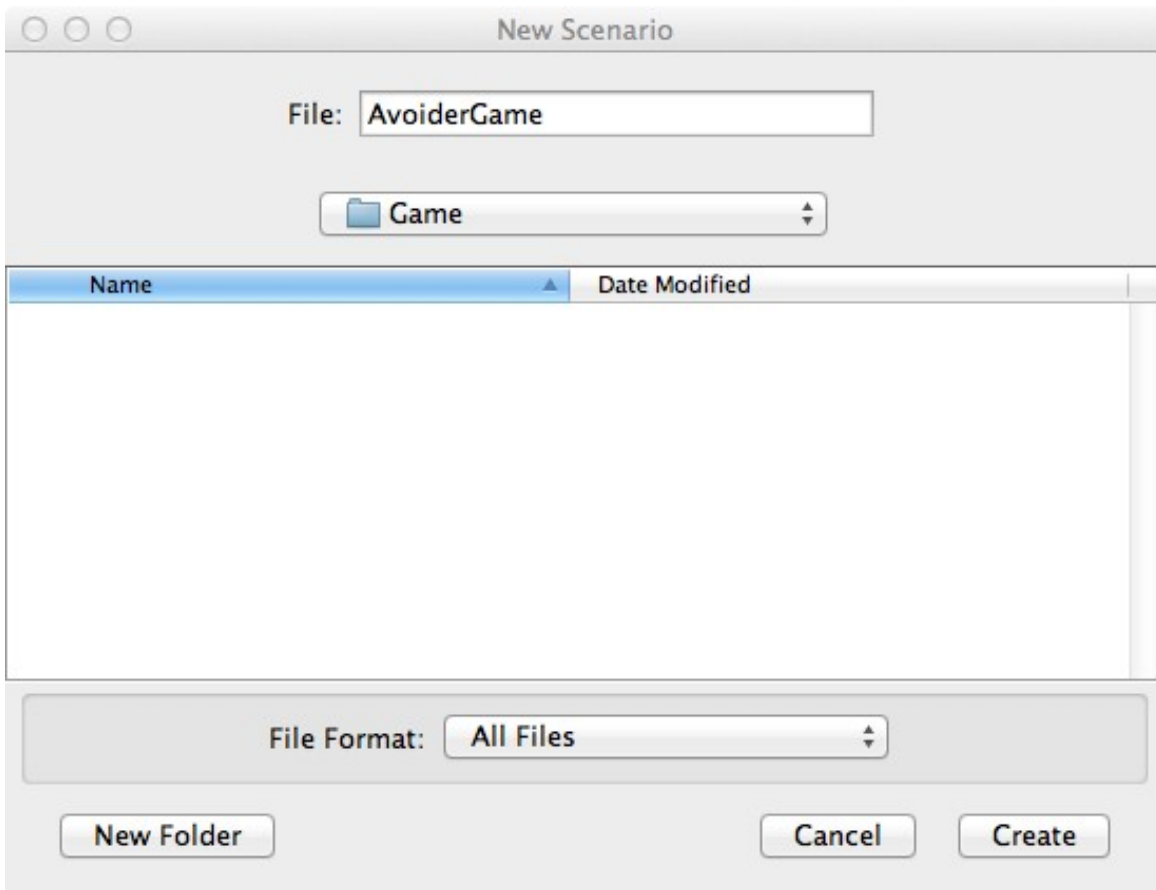 New Scenario
File: AvoiderGame
Game
Name Date Modified
File Format: All Files
New Folder Cancel Create